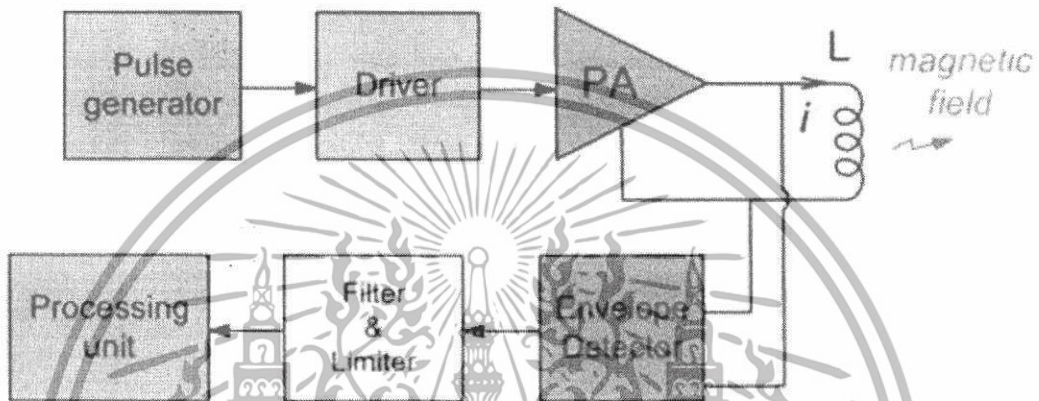 Pulse
generator
Driver
PA
L
i
magnetic
field
Processing
unit
Filter
&
Limiter
Envelope
Detector